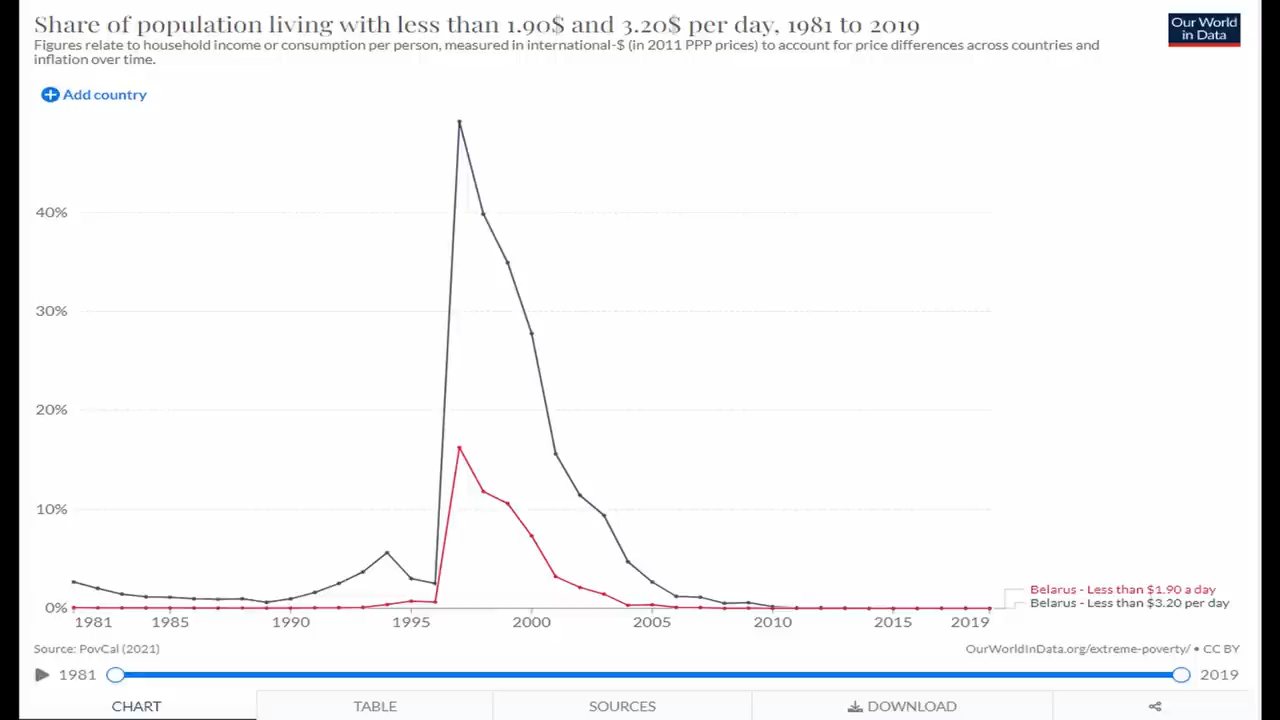 Share of population living with less than 1.90$ and 3.20$ per day, 1981 to 2019
Our World
in Data
Figures relate to household income or consumption per person, measured in international-$ (in 2011 PPP prices) to account for price differences across countries and
inflation over time.
Add country
40%
30%
20%
10%
0%
Belarus - Less than $1.90 a day
Belarus - Less than $3.20 per day
1981 1985 1990 1995 2000 2005 2010 2015 2019
Source: PovCal (2021)
OurWorldInData.org/extreme-poverty/ • CC BY
1981
2019
CHART TABLE SOURCES DOWNLOAD